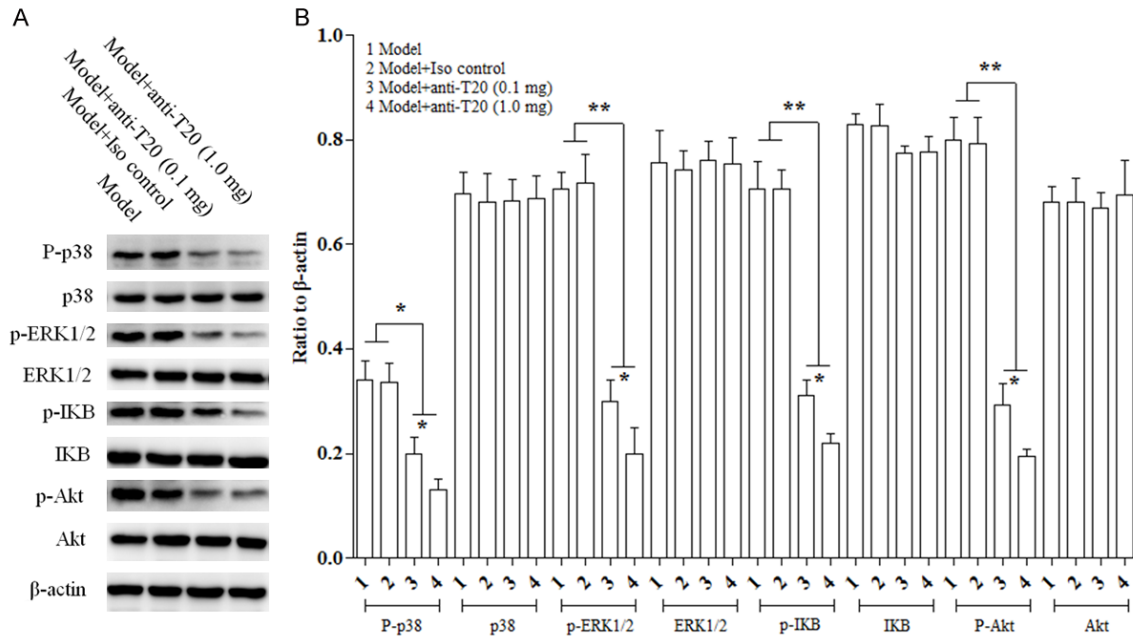 A
Model
Model+Iso control
Model+anti-T20 (0.1 mg)
Model+anti-T20 (1.0 mg)
P-p38
p38
p-ERK1/2
ERK1/2
p-IKB
IKB
p-Akt
Akt
β-actin
B
1 Model
2 Model+Iso control
3 Model+anti-T20 (0.1 mg)
4 Model+anti-T20 (1.0 mg)
Ratio to β-actin
1.0
0.8
0.6
0.4
0.2
0.0
* * ** * ** * ** *
1 2 3 4 1 2 3 4 1 2 3 4 1 2 3 4 1 2 3 4 1 2 3 4 1 2 3 4 1 2 3 4
P-p38 p38 p-ERK1/2 ERK1/2 p-IKB IKB P-Akt Akt